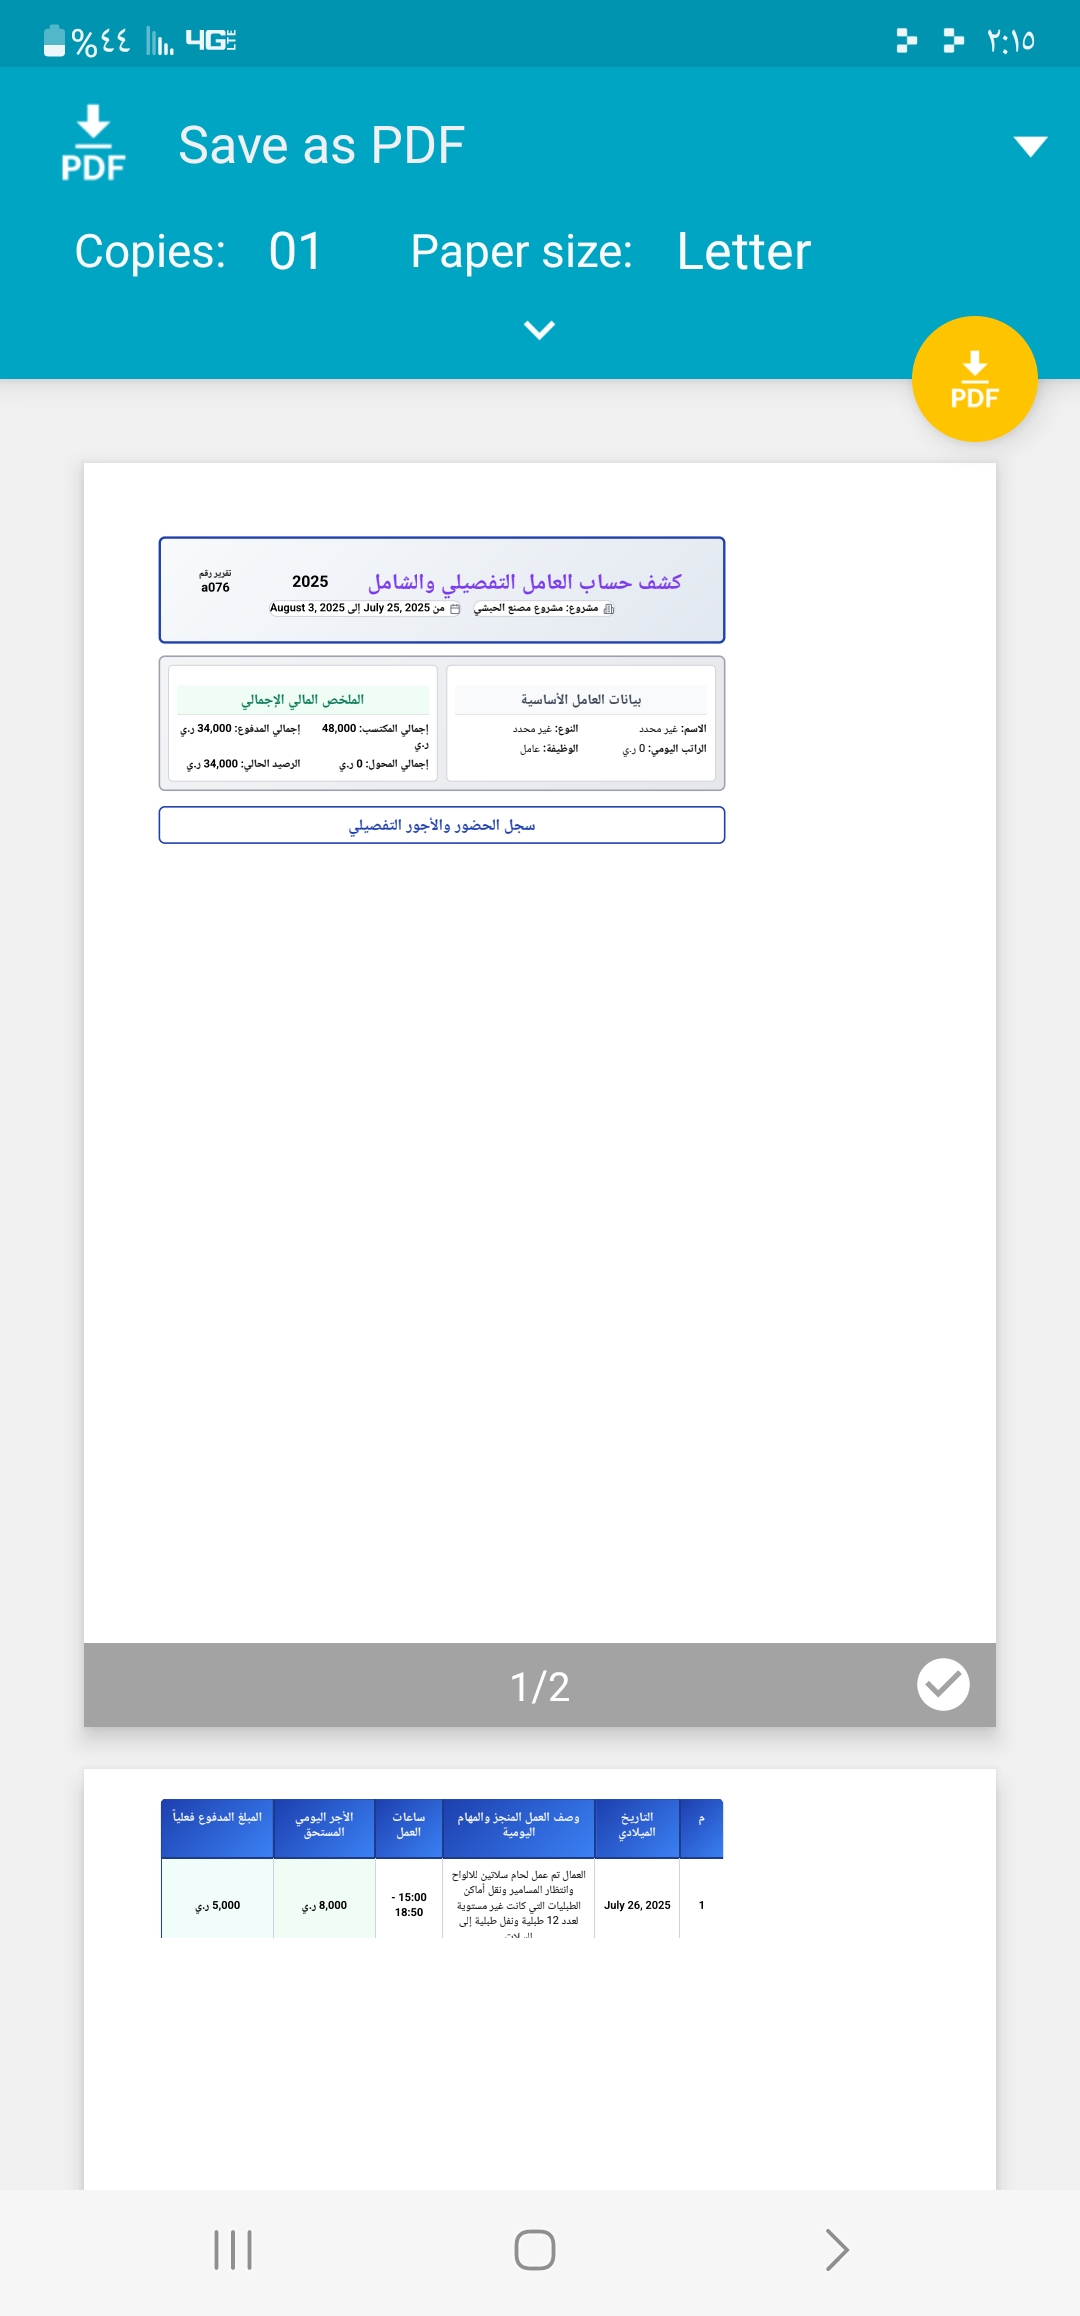 ٢:١٥
4G LTE
%٤٤
PDF
Save as PDF
Copies: 01 Paper size: Letter
PDF
كشف حساب العامل التفصيلي والشامل 2025
تقرير رقم
a076
مشروع: مشروع مصنع الحبشي
من July 25, 2025 إلى August 3, 2025
بيانات العامل الأساسية
الاسم: غير محدد النوع: غير محدد
الراتب اليومي: 0 ر.ي الوظيفة: عامل
الملخص المالي الإجمالي
إجمالي المكتسب: 48,000 ر.ي
إجمالي المدفوع: 34,000 ر.ي
إجمالي المحول: 0 ر.ي الرصيد الحالي: 34,000 ر.ي
سجل الحضور والأجور التفصيلي
1/2
م
التاريخ
الميلادي
وصف العمل المنجز والمهام
اليومية
ساعات
العمل
الأجر اليومي
المستحق
المبلغ المدفوع فعلياً
1
July 26, 2025
العمال تم عمل لحام سلاتين للالواح
وانتظار المسامير ونقل أماكن
الطبليات التي كانت غير مستوية
لعدد 12 طبلية ونقل طبلية إلى
15:00 -
18:50
8,000 ر.ي
5,000 ر.ي